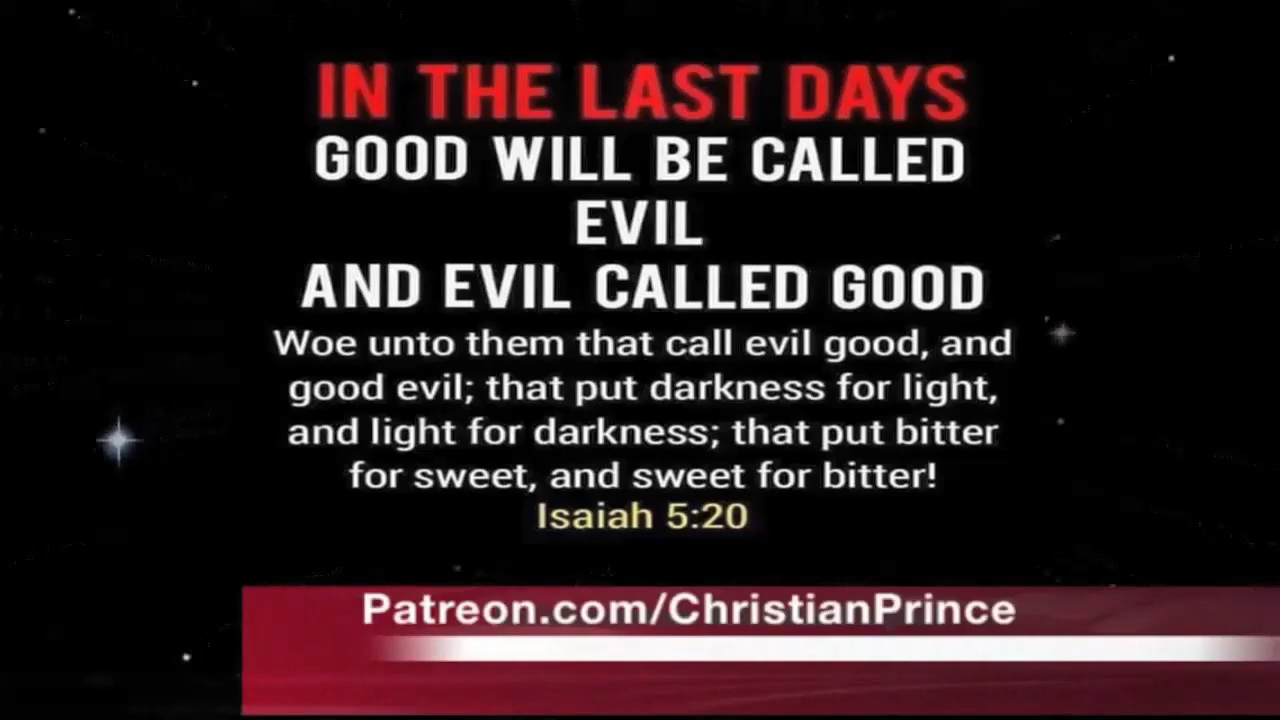 IN THE LAST DAYS
GOOD WILL BE CALLED
EVIL
AND EVIL CALLED GOOD
Woe unto them that call evil good, and
good evil; that put darkness for light,
and light for darkness; that put bitter
for sweet, and sweet for bitter!
Isaiah 5:20
Patreon.com/ChristianPrince